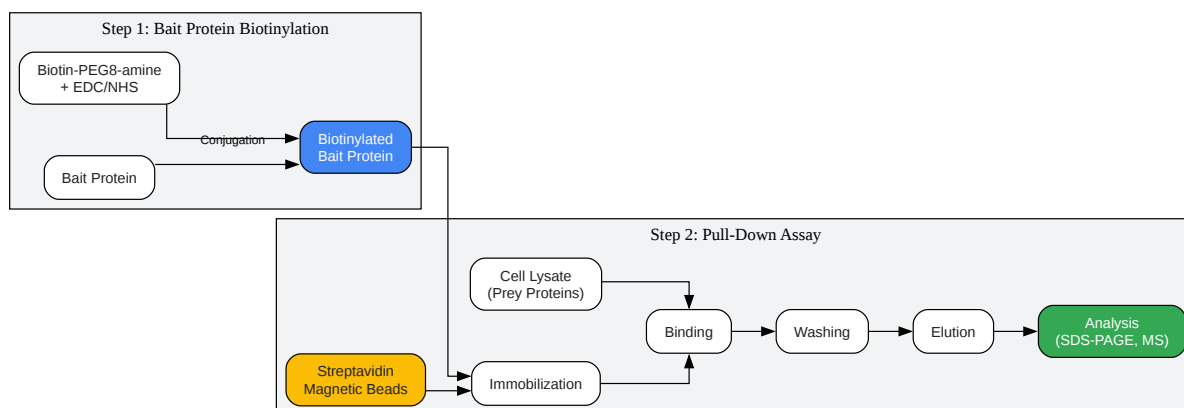 Step 1: Bait Protein Biotinylation
Biotin-PEG8-amine
+ EDC/NHS
Conjugation
Biotinylated
Bait Protein
Bait Protein
Step 2: Pull-Down Assay
Cell Lysate
(Prey Proteins)
Binding
Washing
Elution
Analysis
(SDS-PAGE, MS)
Streptavidin
Magnetic Beads
Immobilization